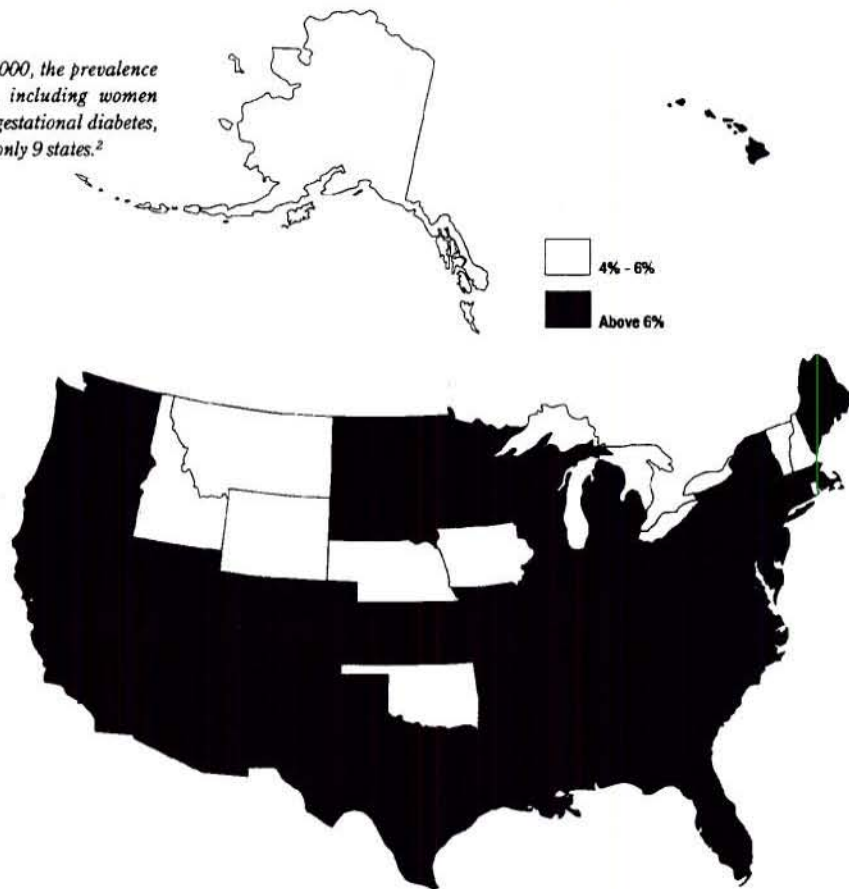 000, the prevalence
including women
gestational diabetes,
only 9 states.²
4% - 6%
Above 6%